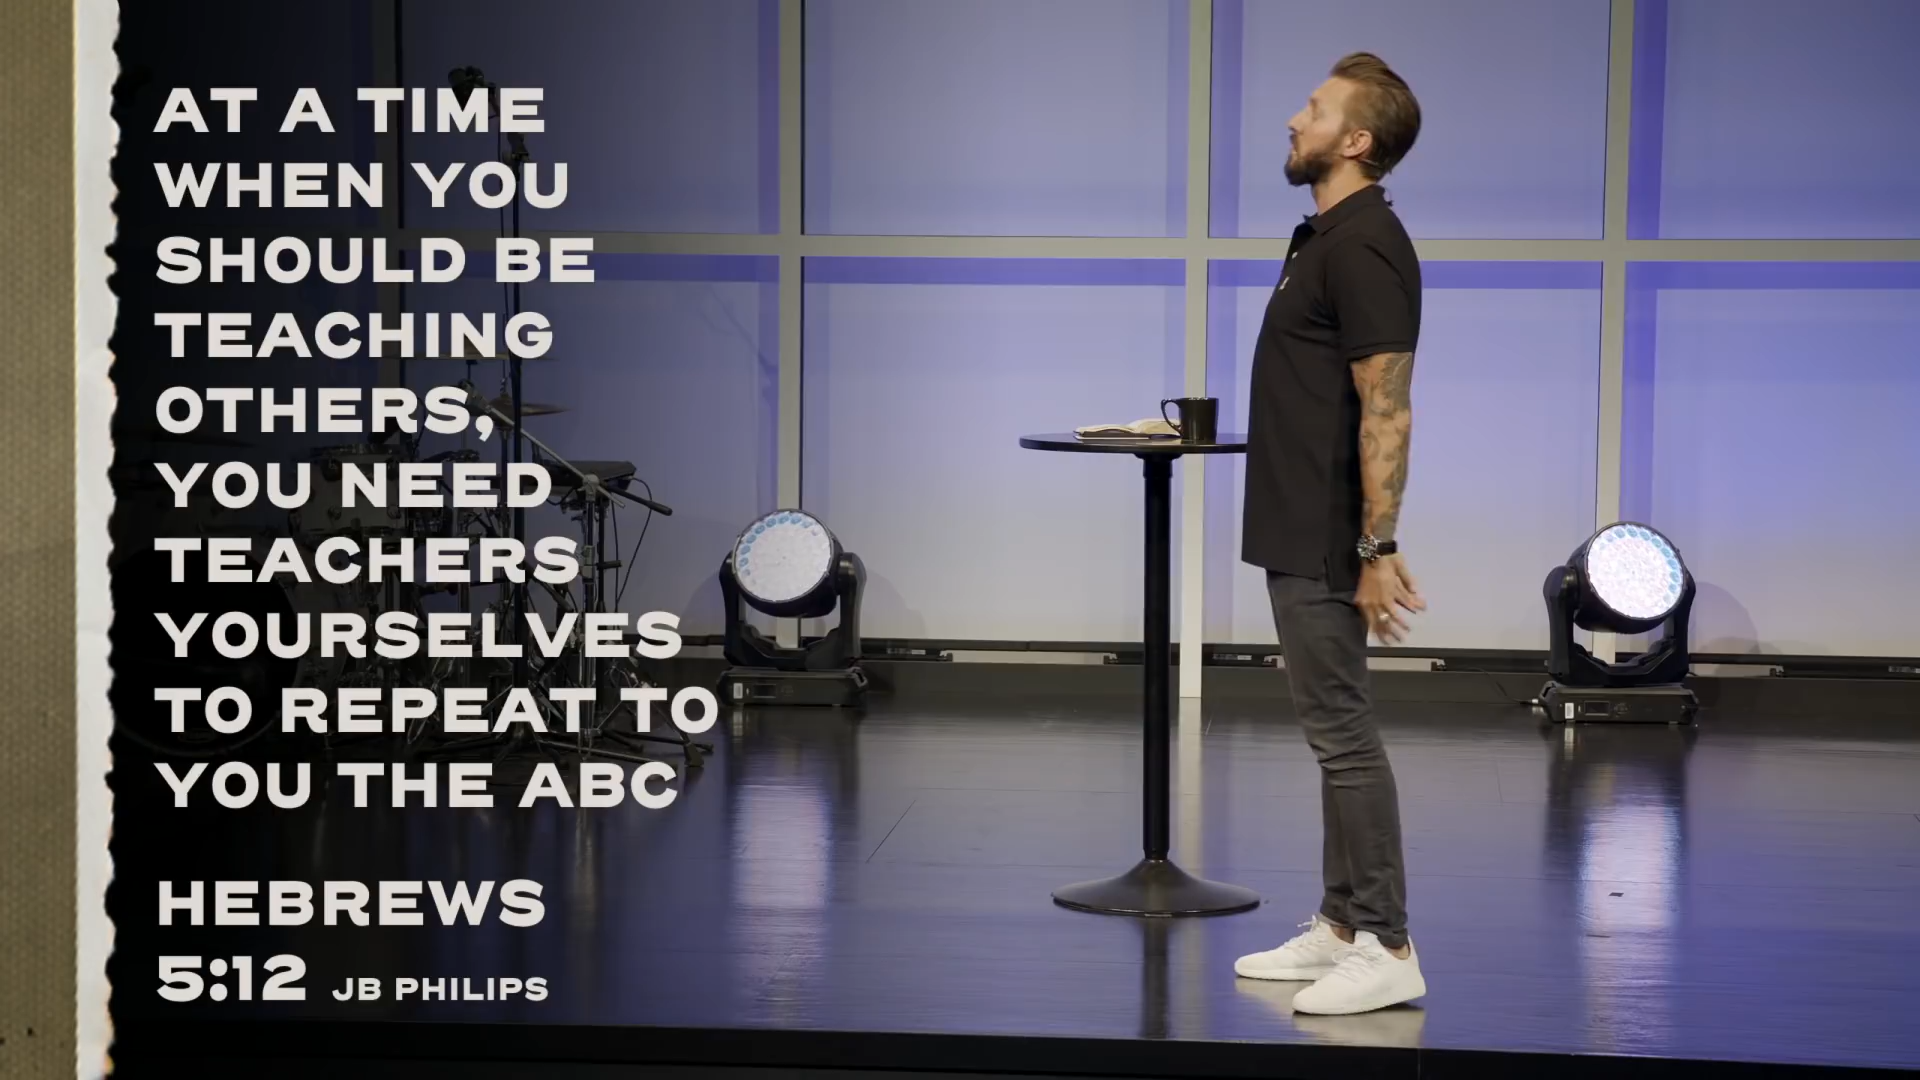 AT A TIME
WHEN YOU
SHOULD BE
TEACHING
OTHERS,
YOU NEED
TEACHERS
YOURSELVES
TO REPEAT TO
YOU THE ABC
HEBREWS
5:12 JB PHILIPS